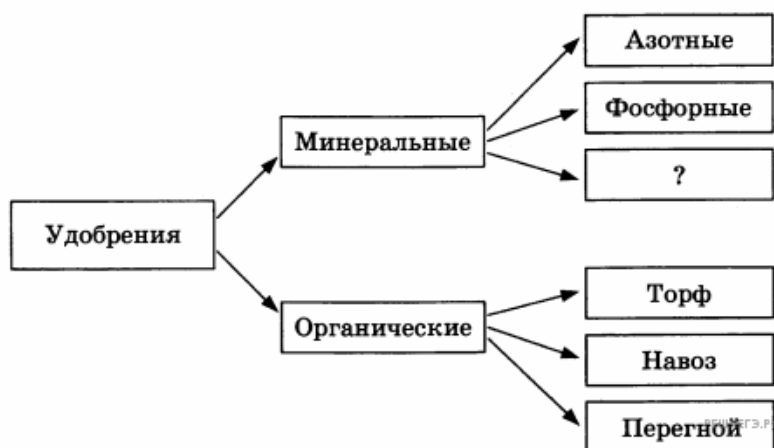 Азотные
Фосфорные
Минеральные
?
Удобрения
Торф
Органические
Навоз
Перегной